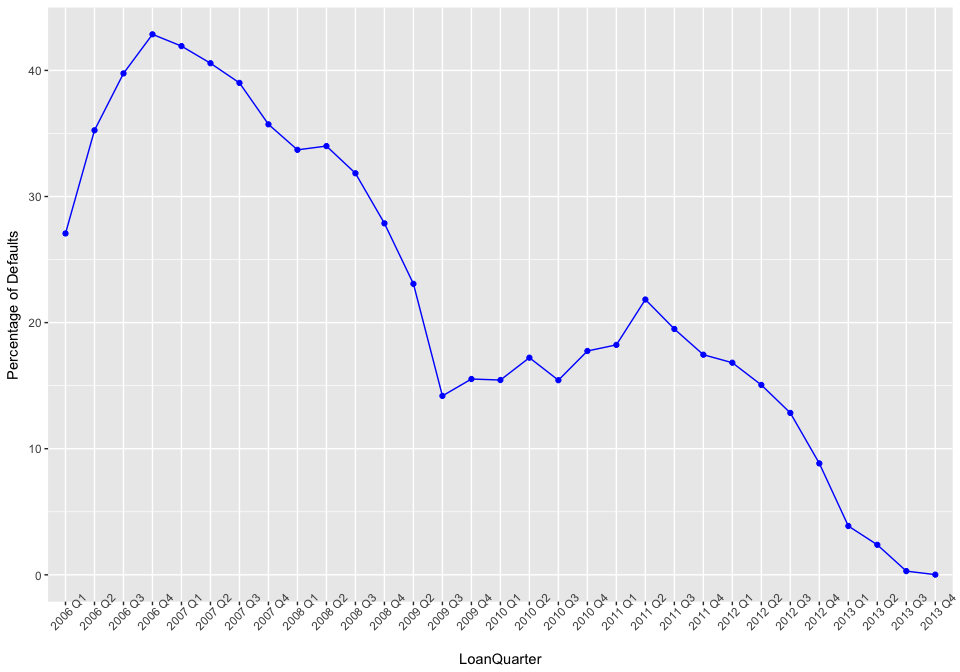 40
30
20
10
0
Percentage of Defaults
2006 Q1
2006 Q2
2006 Q3
2006 Q4
2007 Q1
2007 Q2
2007 Q3
2007 Q4
2008 Q1
2008 Q2
2008 Q3
2008 Q4
2009 Q2
2009 Q3
2009 Q4
2010 Q1
2010 Q2
2010 Q3
2010 Q4
2011 Q1
2011 Q2
2011 Q3
2011 Q4
2012 Q1
2012 Q2
2012 Q3
2012 Q4
2013 Q1
2013 Q2
2013 Q3
2013 Q4
LoanQuarter